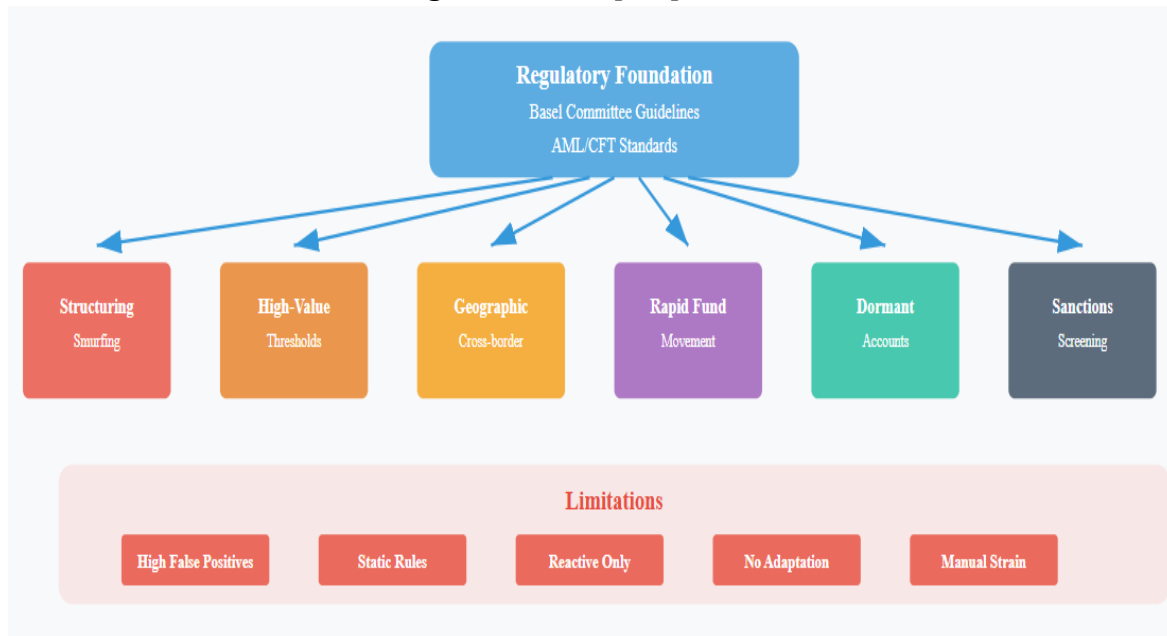 Regulatory Foundation
Basel Committee Guidelines
AML/CFT Standards
Structuring
Smurfing
High-Value
Thresholds
Geographic
Cross-border
Rapid Fund
Movement
Dormant
Accounts
Sanctions
Screening
Limitations
High False Positives
Static Rules
Reactive Only
No Adaptation
Manual Strain